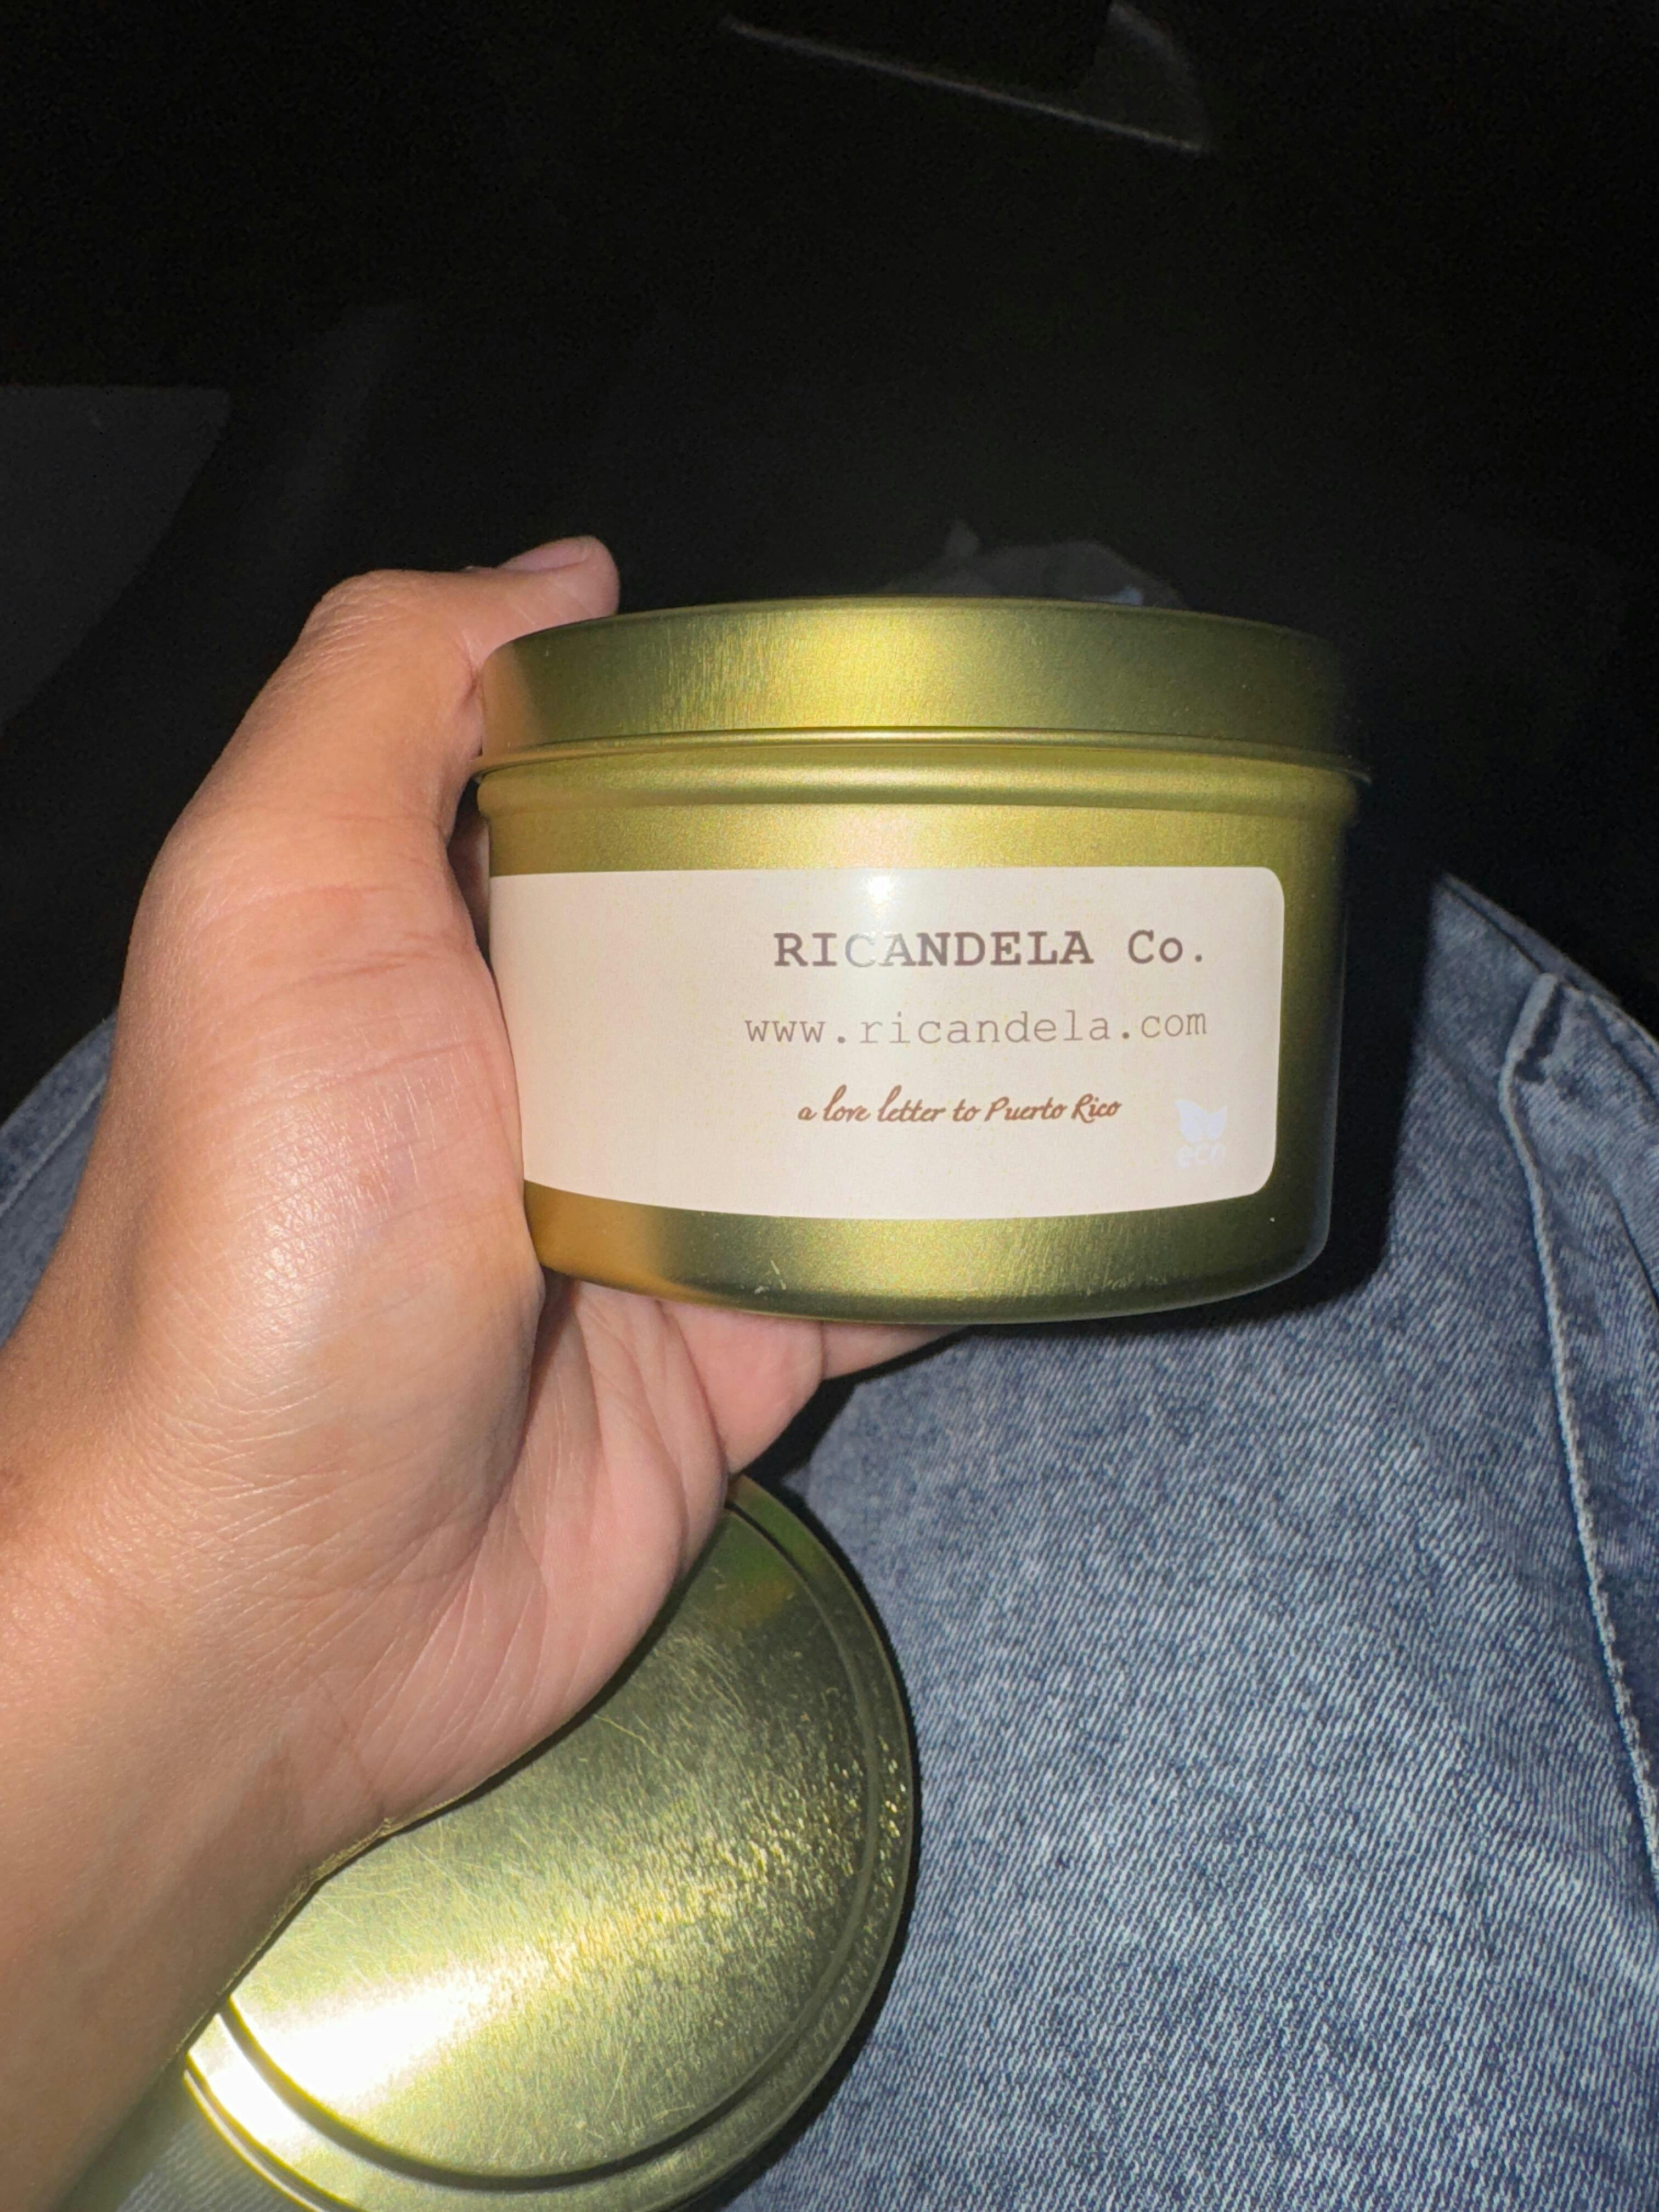 RICANDELA Co.
www.ricandela.com
a love letter to Puerto Rico
eco